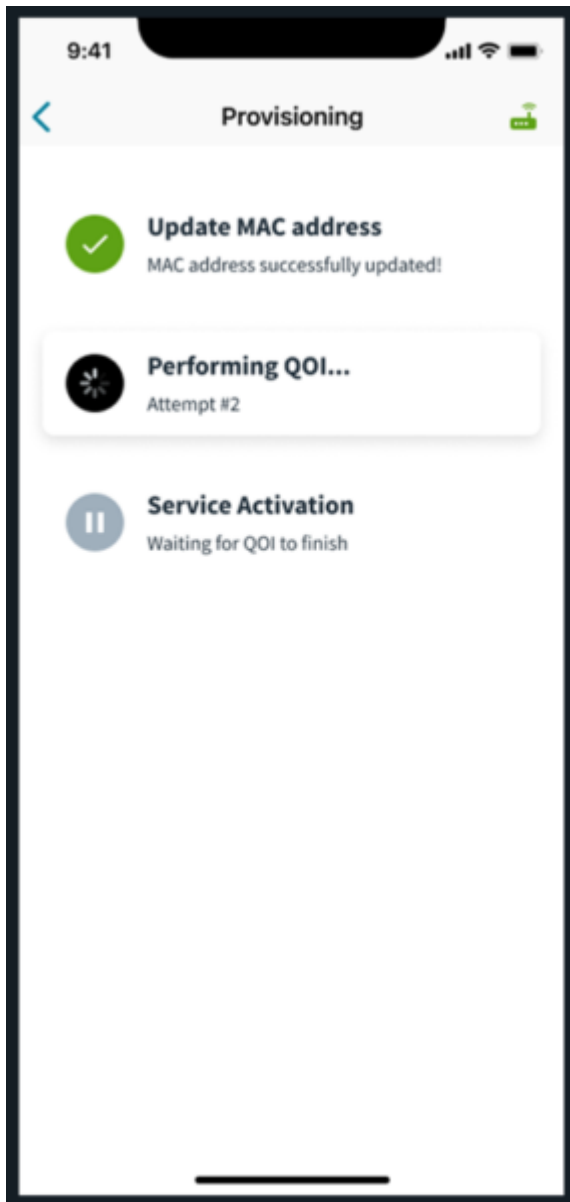 9:41
Provisioning
Update MAC address
MAC address successfully updated!
Performing QOI...
Attempt #2
Service Activation
Waiting for QOI to finish